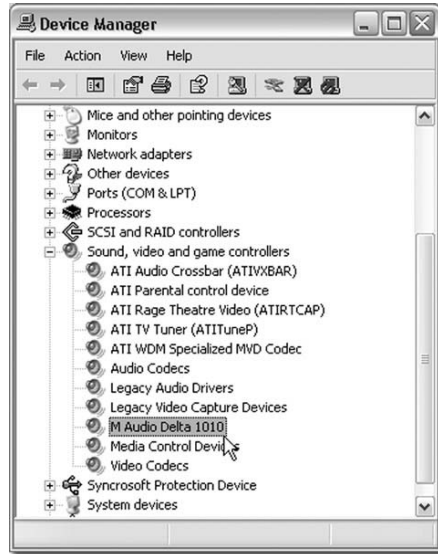 Device Manager
File Action View Help
Mice and other pointing devices
Monitors
Network adapters
Other devices
Ports (COM & LPT)
Processors
SCSI and RAID controllers
Sound, video and game controllers
ATI Audio Crossbar (ATIVXBAR)
ATI Parental control device
ATI Rage Theatre Video (ATIRTCAP)
ATI TV Tuner (ATITuneP)
ATI WDM Specialized MVD Codec
Audio Codecs
Legacy Audio Drivers
Legacy Video Capture Devices
M Audio Delta 1010
Media Control Devices
Video Codecs
Syncrosoft Protection Device
System devices